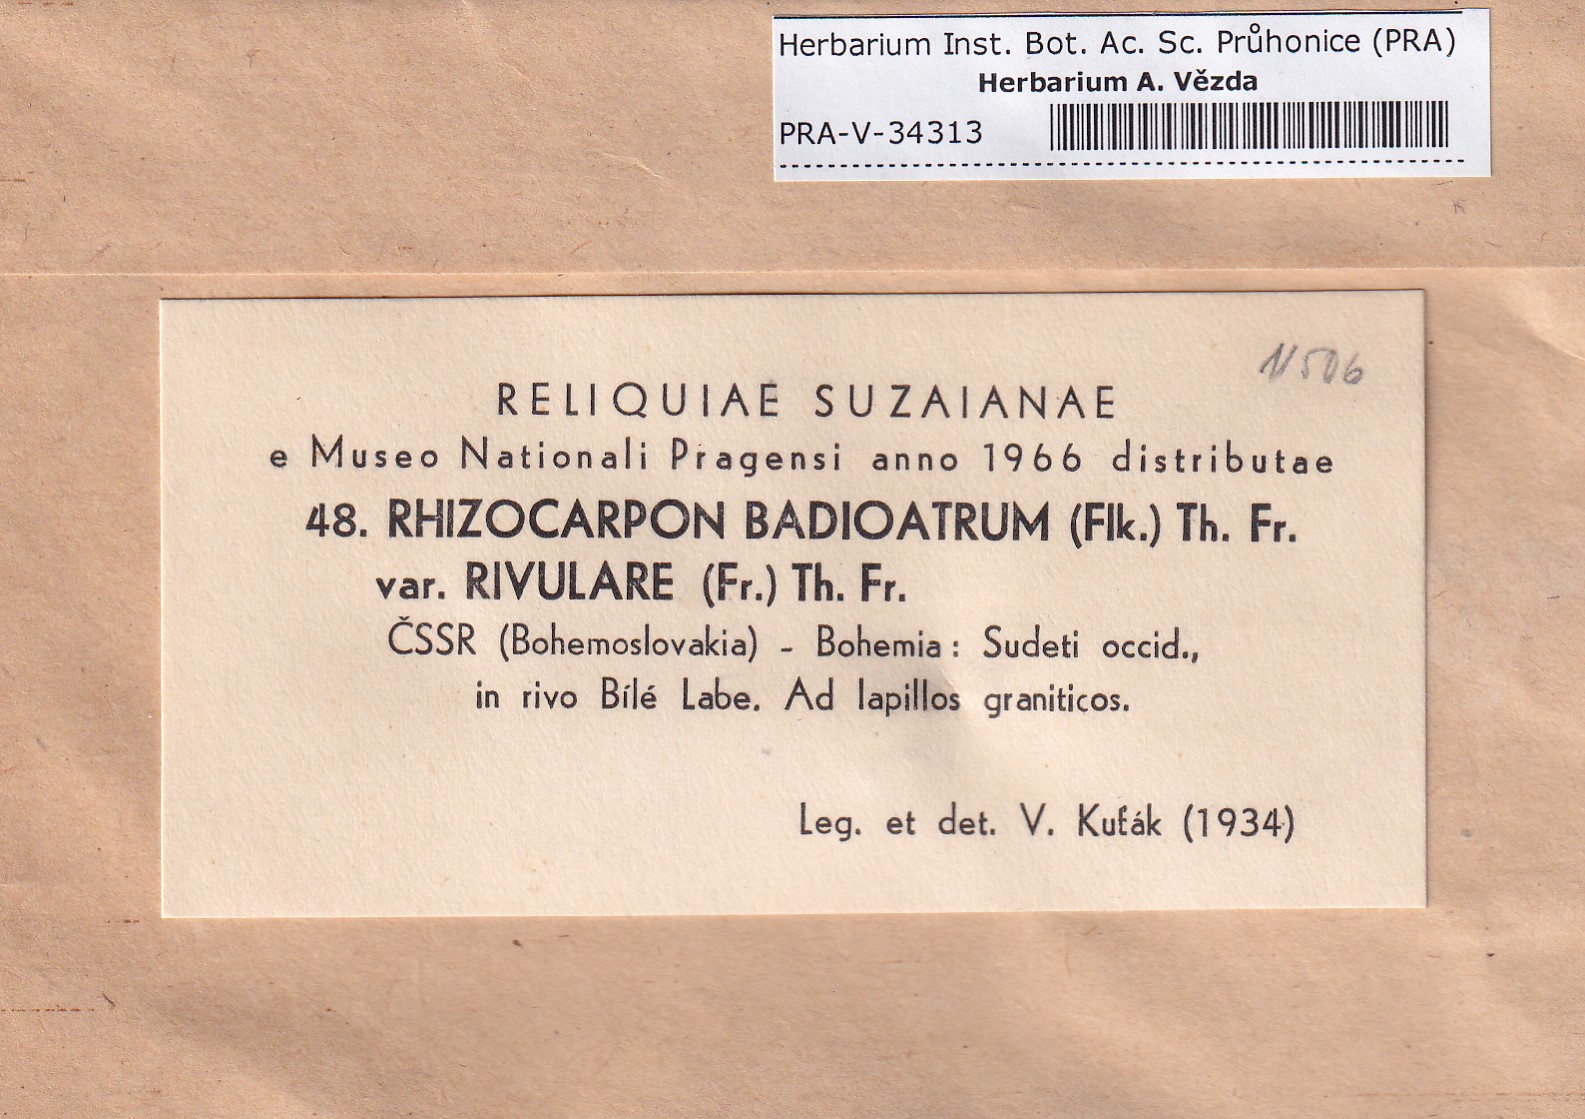 Herbarium Inst. Bot. Ac. Sc. Průhonice (PRA)
Herbarium A. Vězda
PRA-V-34313
11506
RELIQUIAE SUZAIANAE
e Museo Nationali Pragensi anno 1966 distributae
48. RHIZOCARPON BADIOATRUM (Flk.) Th. Fr.
var. RIVULARE (Fr.) Th. Fr.
ČSSR (Bohemoslovakia) - Bohemia: Sudeti occid.,
in rivo Bílé Labe. Ad lapillos graniticos.
Leg. et det. V. Kuťák (1934)